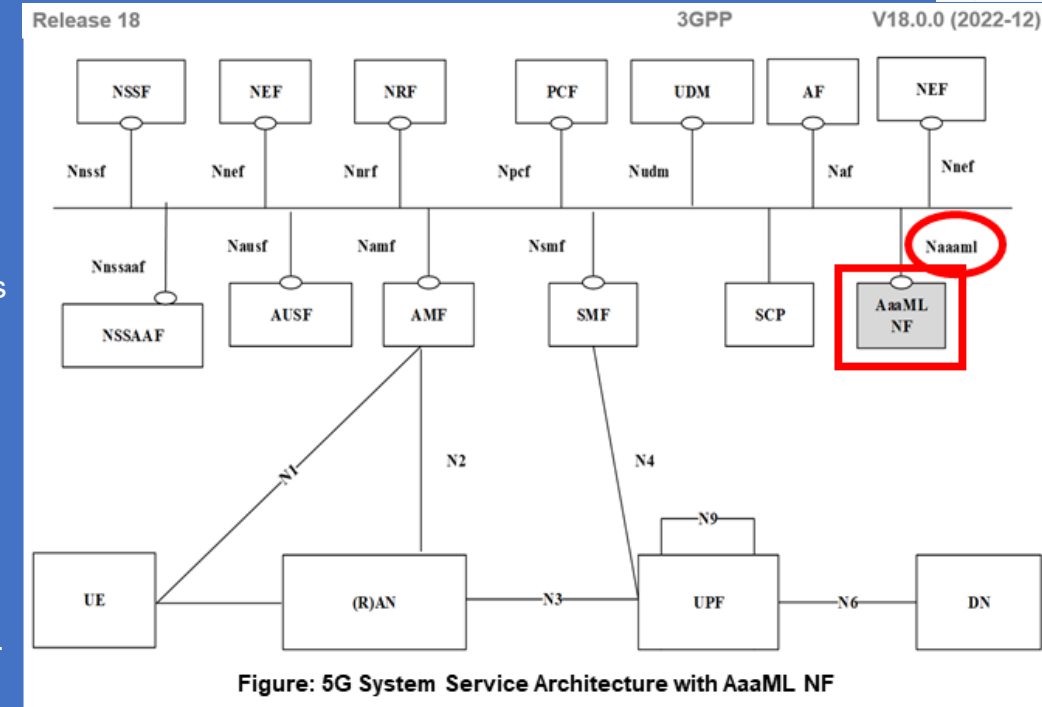 Release 18 3GPP V18.0.0 (2022-12)
NSSF NEF NRF PCF UDM AF NEF
Nnssf Nnef Nnrf Npcf Nudm Naf Nnef
Nnssaaf Nausf Namf Nsmf Naaaml
NSSAAF AUSF AMF SMF SCP AaaML
NF
N1 N2 N4
N9
UE (R)AN N3 UPF N6 DN
Figure: 5G System Service Architecture with AaaML NF